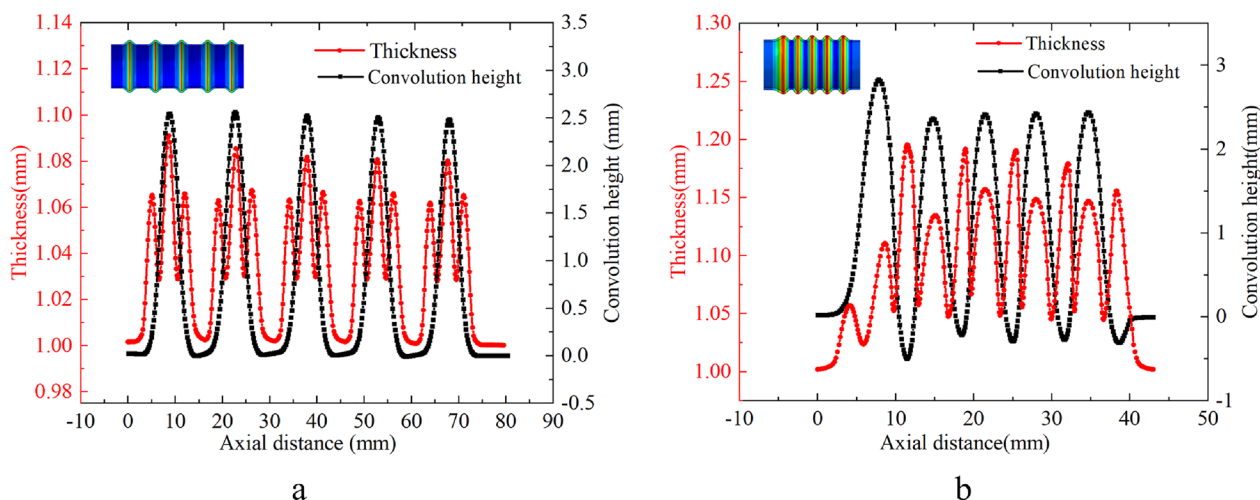 1.14
1.12
1.10
1.08
1.06
1.04
1.02
1.00
0.98
Thickness(mm)
Thickness
Convolution height
3.5
3.0
2.5
2.0
1.5
1.0
0.5
0.0
-0.5
Convolution height (mm)
-10 0 10 20 30 40 50 60 70 80 90
Axial distance (mm)
a
1.30
1.25
1.20
1.15
1.10
1.05
1.00
Thickness(mm)
Thickness
Convolution height
3
2
1
0
-1
Convolution height (mm)
-10 0 10 20 30 40 50
Axial distance(mm)
b